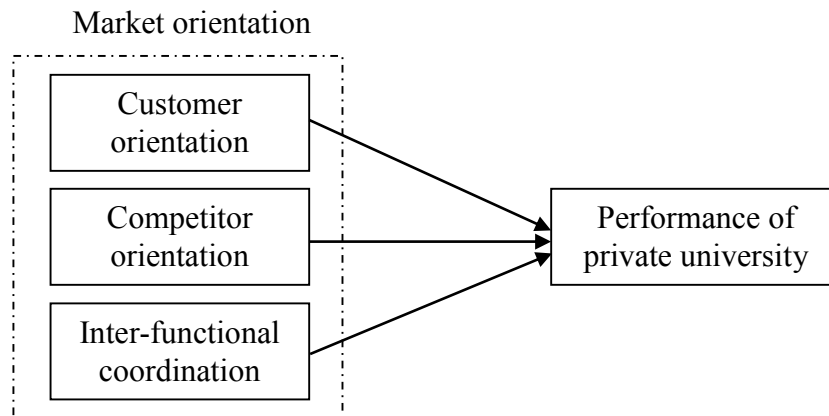 Market orientation
Customer
orientation
Competitor
orientation
Inter-functional
coordination
Performance of
private university